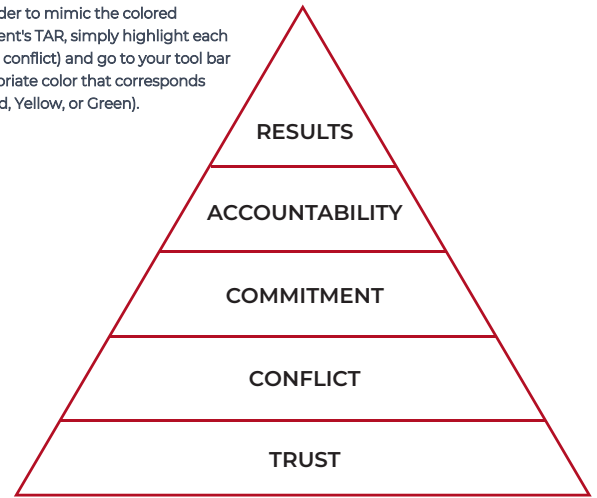 der to mimic the colored
ent's TAR, simply highlight each
conflict) and go to your tool bar
priate color that corresponds
d, Yellow, or Green).
RESULTS
ACCOUNTABILITY
COMMITMENT
CONFLICT
TRUST